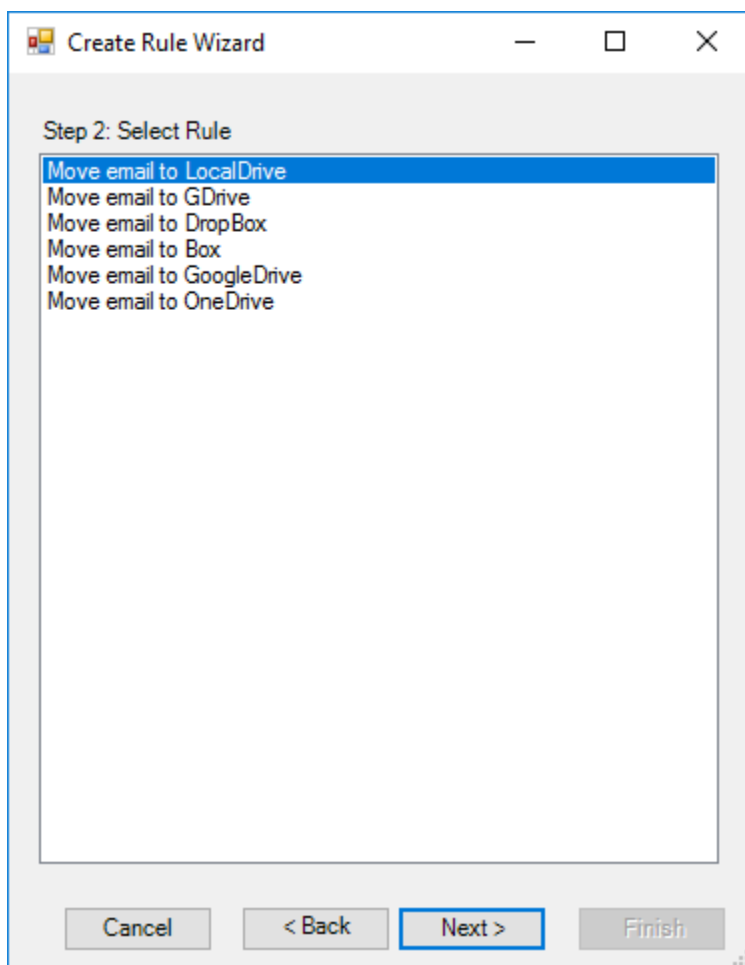 Create Rule Wizard
Step 2: Select Rule
Move email to LocalDrive
Move email to GDrive
Move email to DropBox
Move email to Box
Move email to GoogleDrive
Move email to OneDrive
Cancel < Back Next > Finish